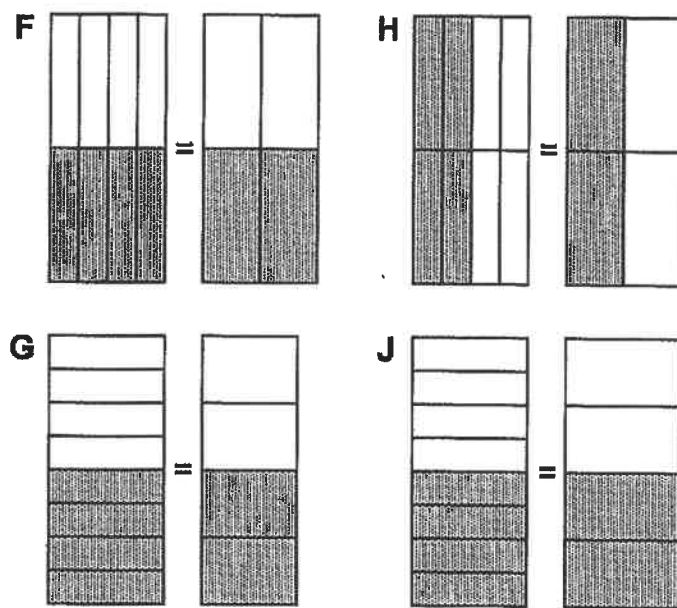 F = H =
G = J =